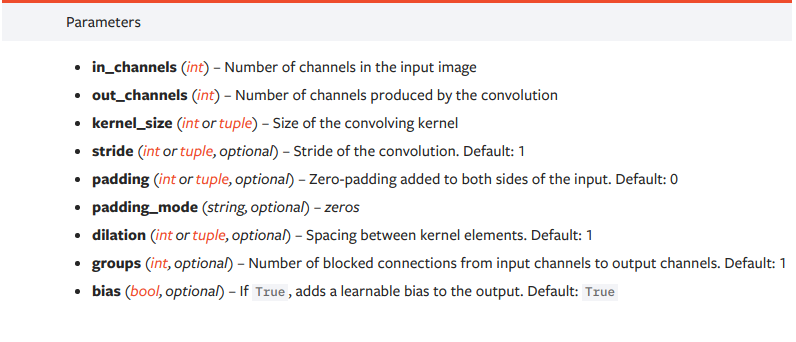 Parameters
• in_channels (int) – Number of channels in the input image
• out_channels (int) – Number of channels produced by the convolution
• kernel_size (int or tuple) – Size of the convolving kernel
• stride (int or tuple, optional) – Stride of the convolution. Default: 1
• padding (int or tuple, optional) – Zero-padding added to both sides of the input. Default: 0
• padding_mode (string, optional) – zeros
• dilation (int or tuple, optional) – Spacing between kernel elements. Default: 1
• groups (int, optional) – Number of blocked connections from input channels to output channels. Default: 1
• bias (bool, optional) – If True, adds a learnable bias to the output. Default: True